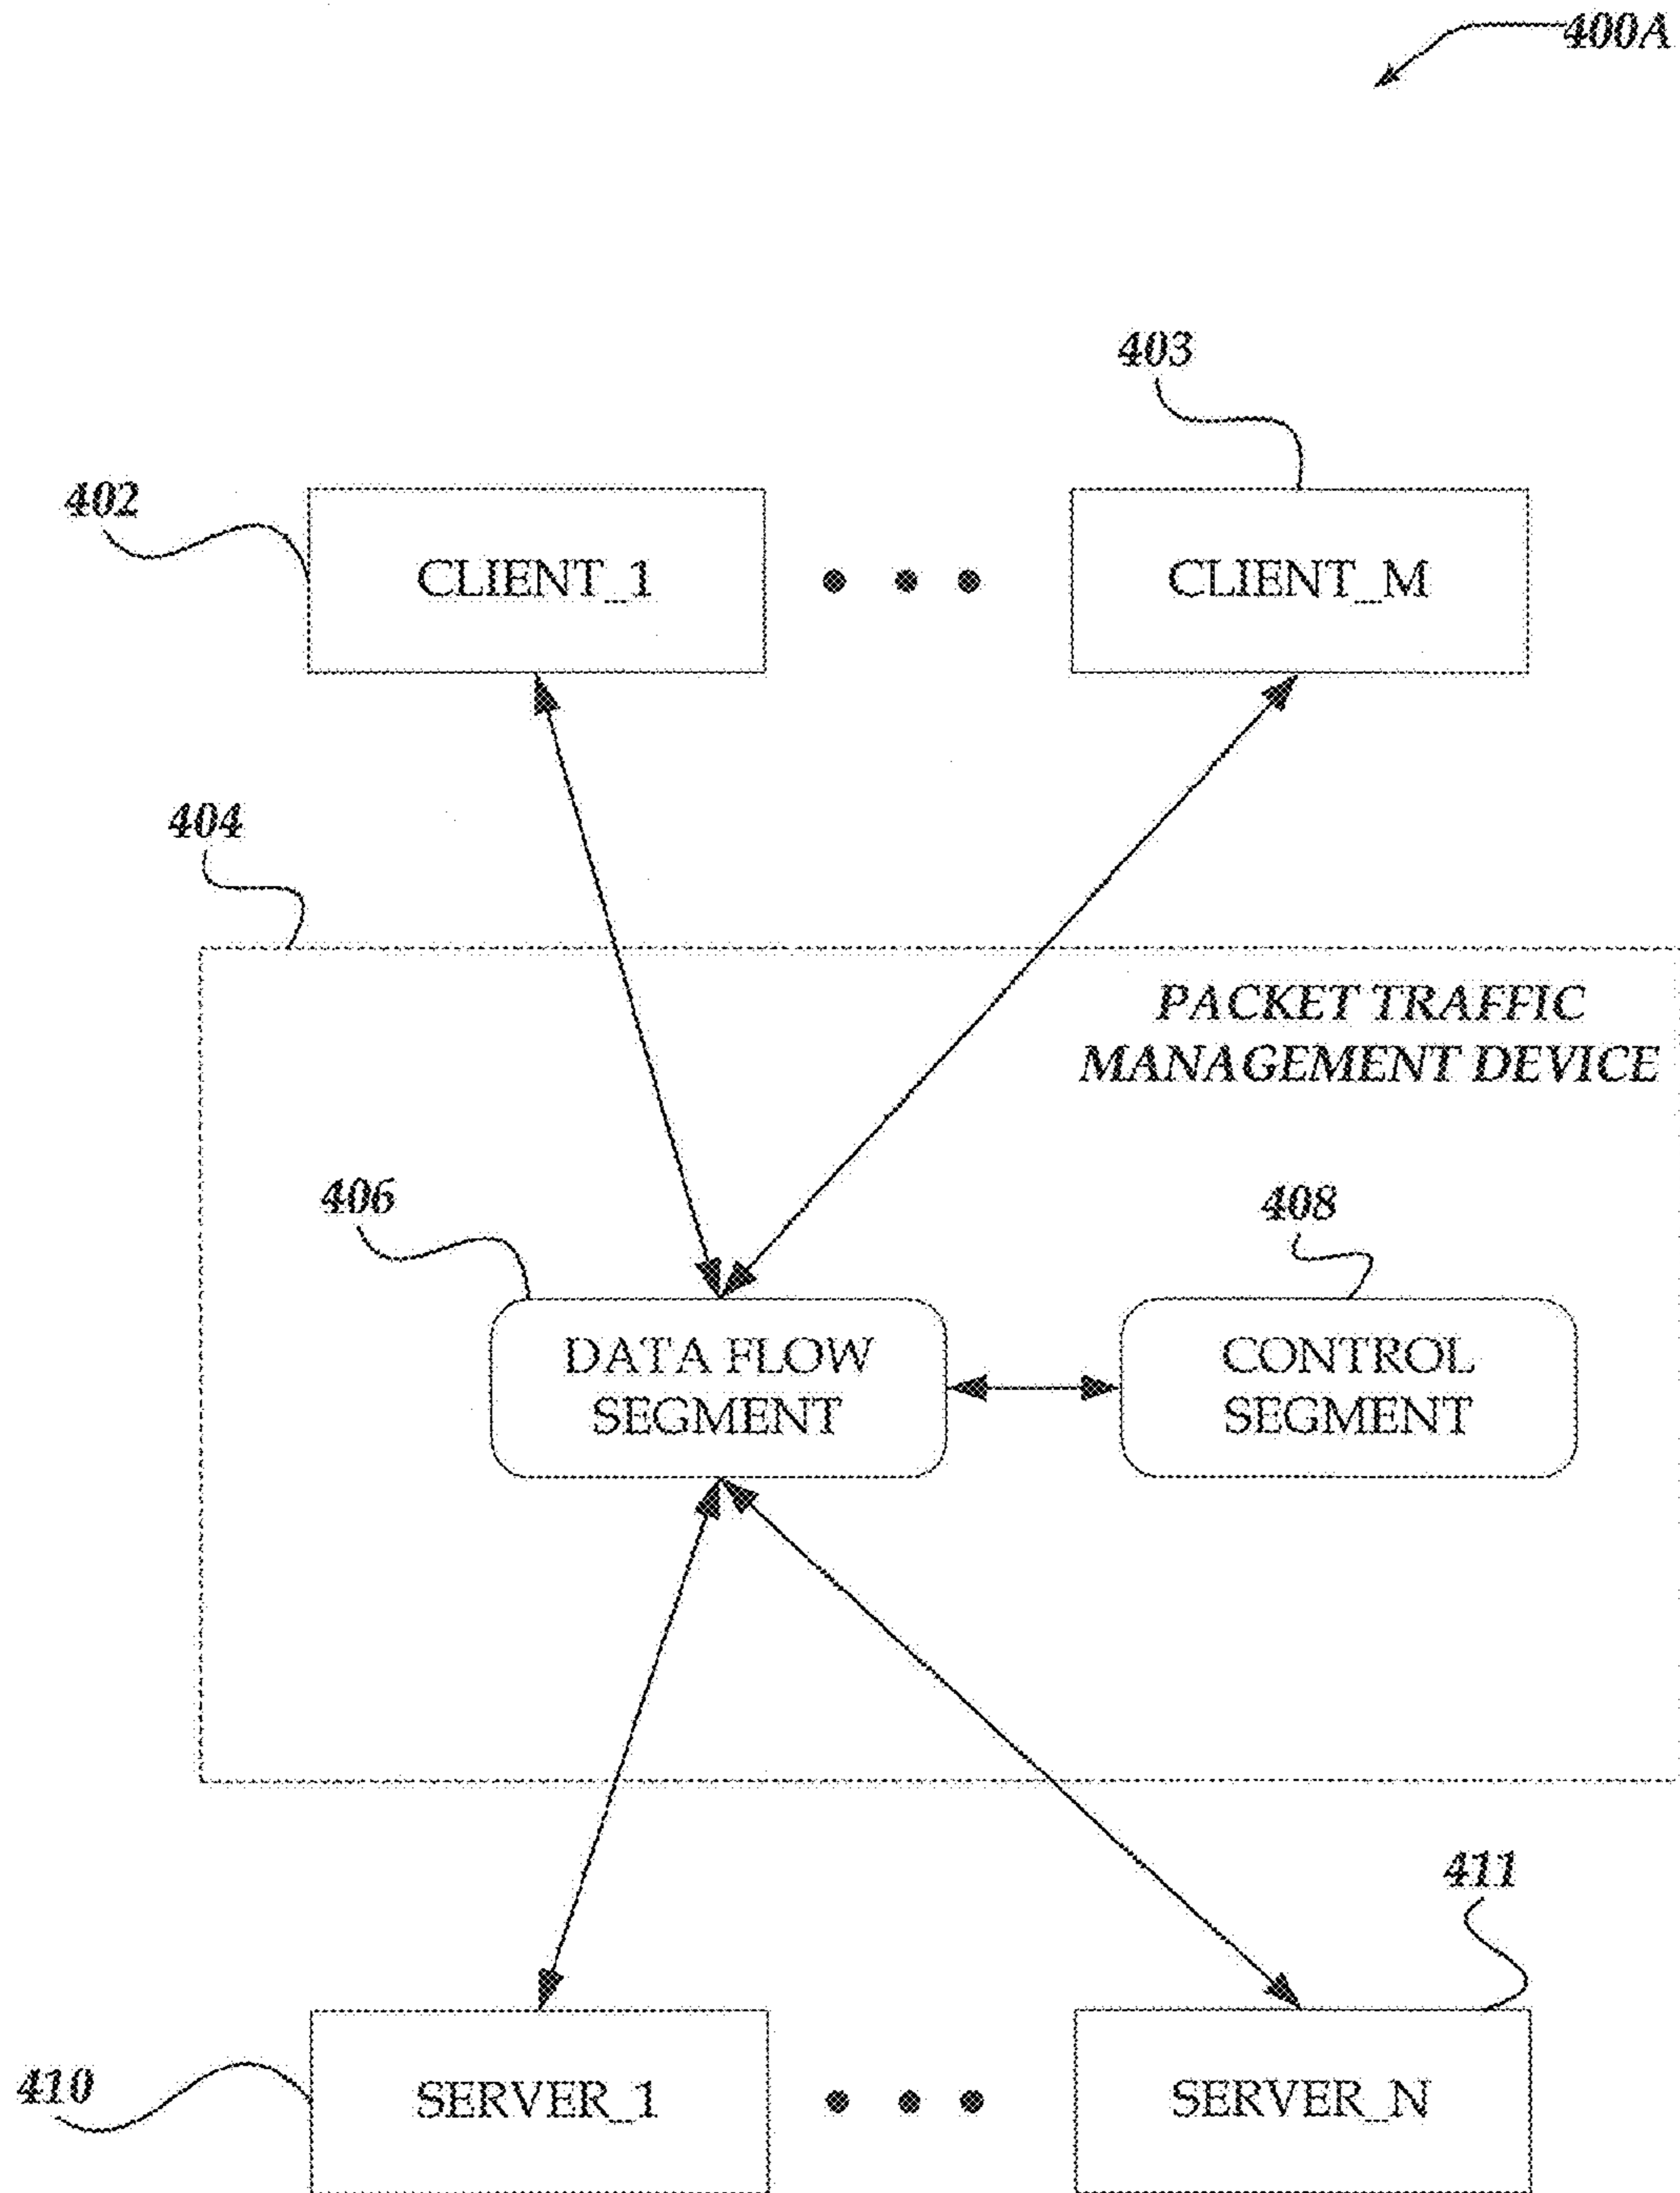 400A
403
402
CLIENT_1
CLIENT_M
404
PACKET TRAFFIC
MANAGEMENT DEVICE
406
408
DATA FLOW
SEGMENT
CONTROL
SEGMENT
411
410
SERVER_1
SERVER_N